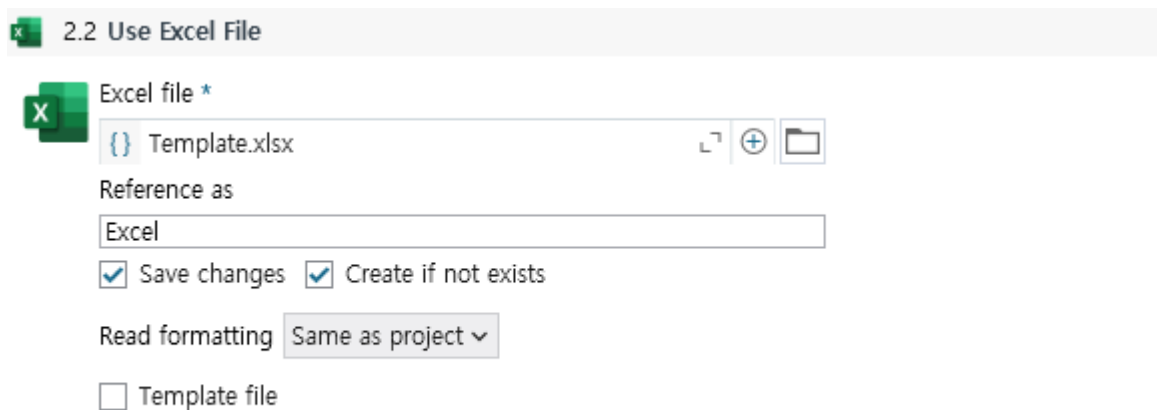 2.2 Use Excel File
Excel file *
{} Template.xlsx
Reference as
Excel
Save changes Create if not exists
Read formatting Same as project
Template file